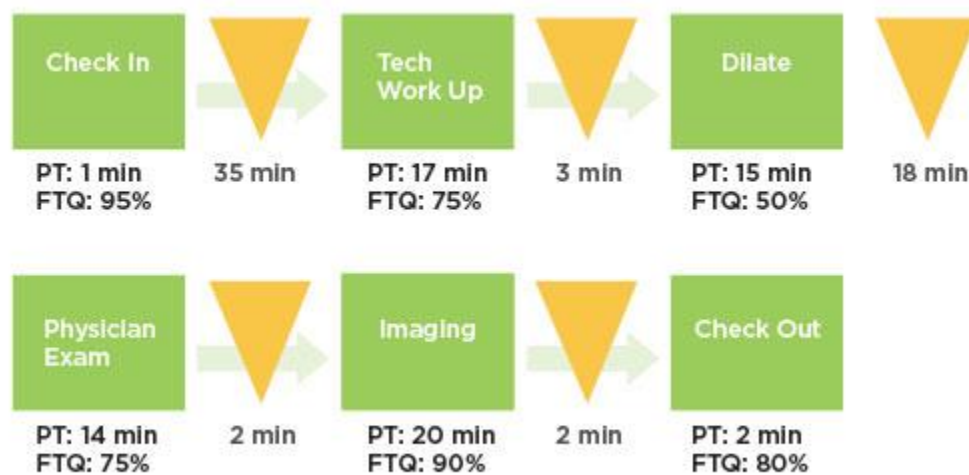 Check In
Tech
Work Up
Dilate
PT: 1 min
FTQ: 95%
35 min
PT: 17 min
FTQ: 75%
3 min
PT: 15 min
FTQ: 50%
18 min
Physician
Exam
Imaging
Check Out
PT: 14 min
FTQ: 75%
2 min
PT: 20 min
FTQ: 90%
2 min
PT: 2 min
FTQ: 80%